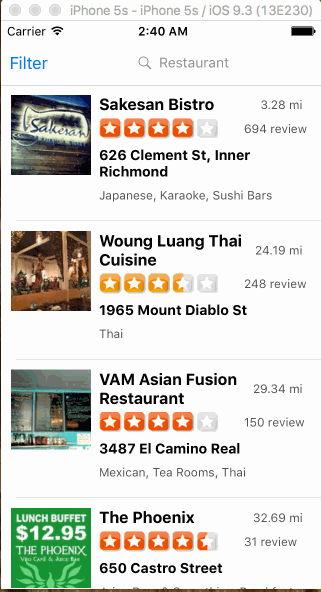 iPhone 5s - iPhone 5s / iOS 9.3 (13E230)
Carrier 2:40 AM
Filter Restaurant
Sakesan
Sakesan Bistro 3.28 mi
694 review
626 Clement St, Inner
Richmond
Japanese, Karaoke, Sushi Bars
Woung Luang Thai
Cuisine
24.19 mi
248 review
1965 Mount Diablo St
Thai
VAM Asian Fusion
Restaurant
29.34 mi
150 review
3487 El Camino Real
Mexican, Tea Rooms, Thai
LUNCH BUFFET
$12.95
THE PHOENIX
The Phoenix 32.69 mi
31 review
650 Castro Street